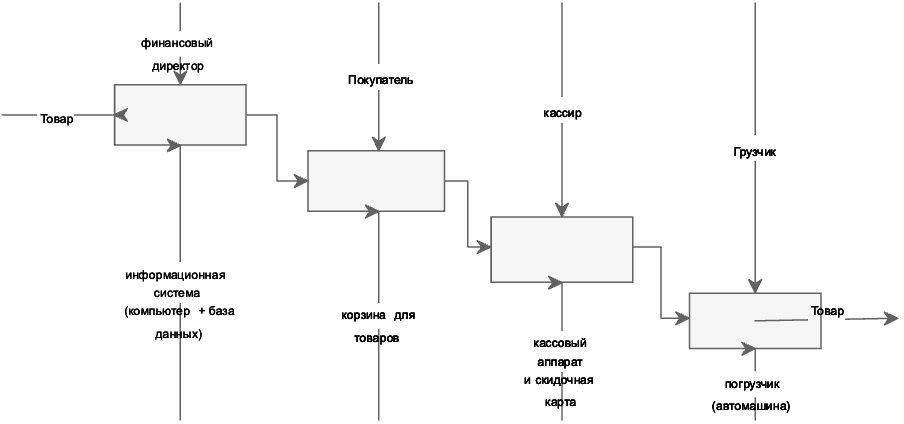 финансовый
директор
Товар
Покупатель
кассир
Грузчик
информационная
система
(компьютер + база
данных)
корзина для
товаров
кассовый
аппарат
и скидочная
карта
Товар
погрузчик
(автомашина)